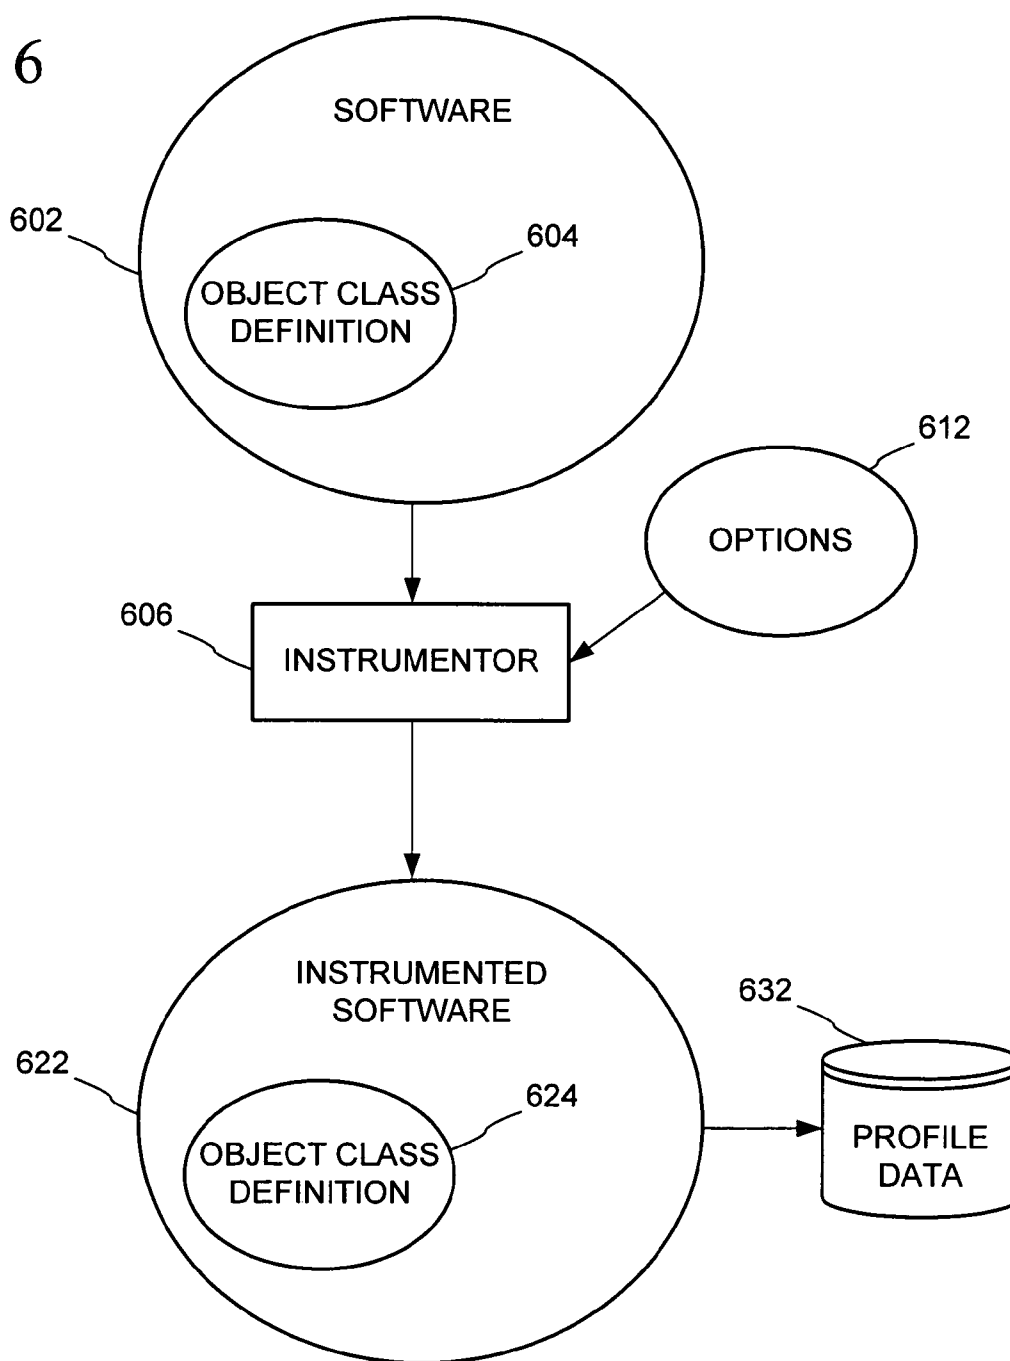 6
SOFTWARE
602
604
OBJECT CLASS
DEFINITION
612
OPTIONS
606
INSTRUMENTOR
INSTRUMENTED
SOFTWARE
632
622
624
OBJECT CLASS
DEFINITION
PROFILE
DATA